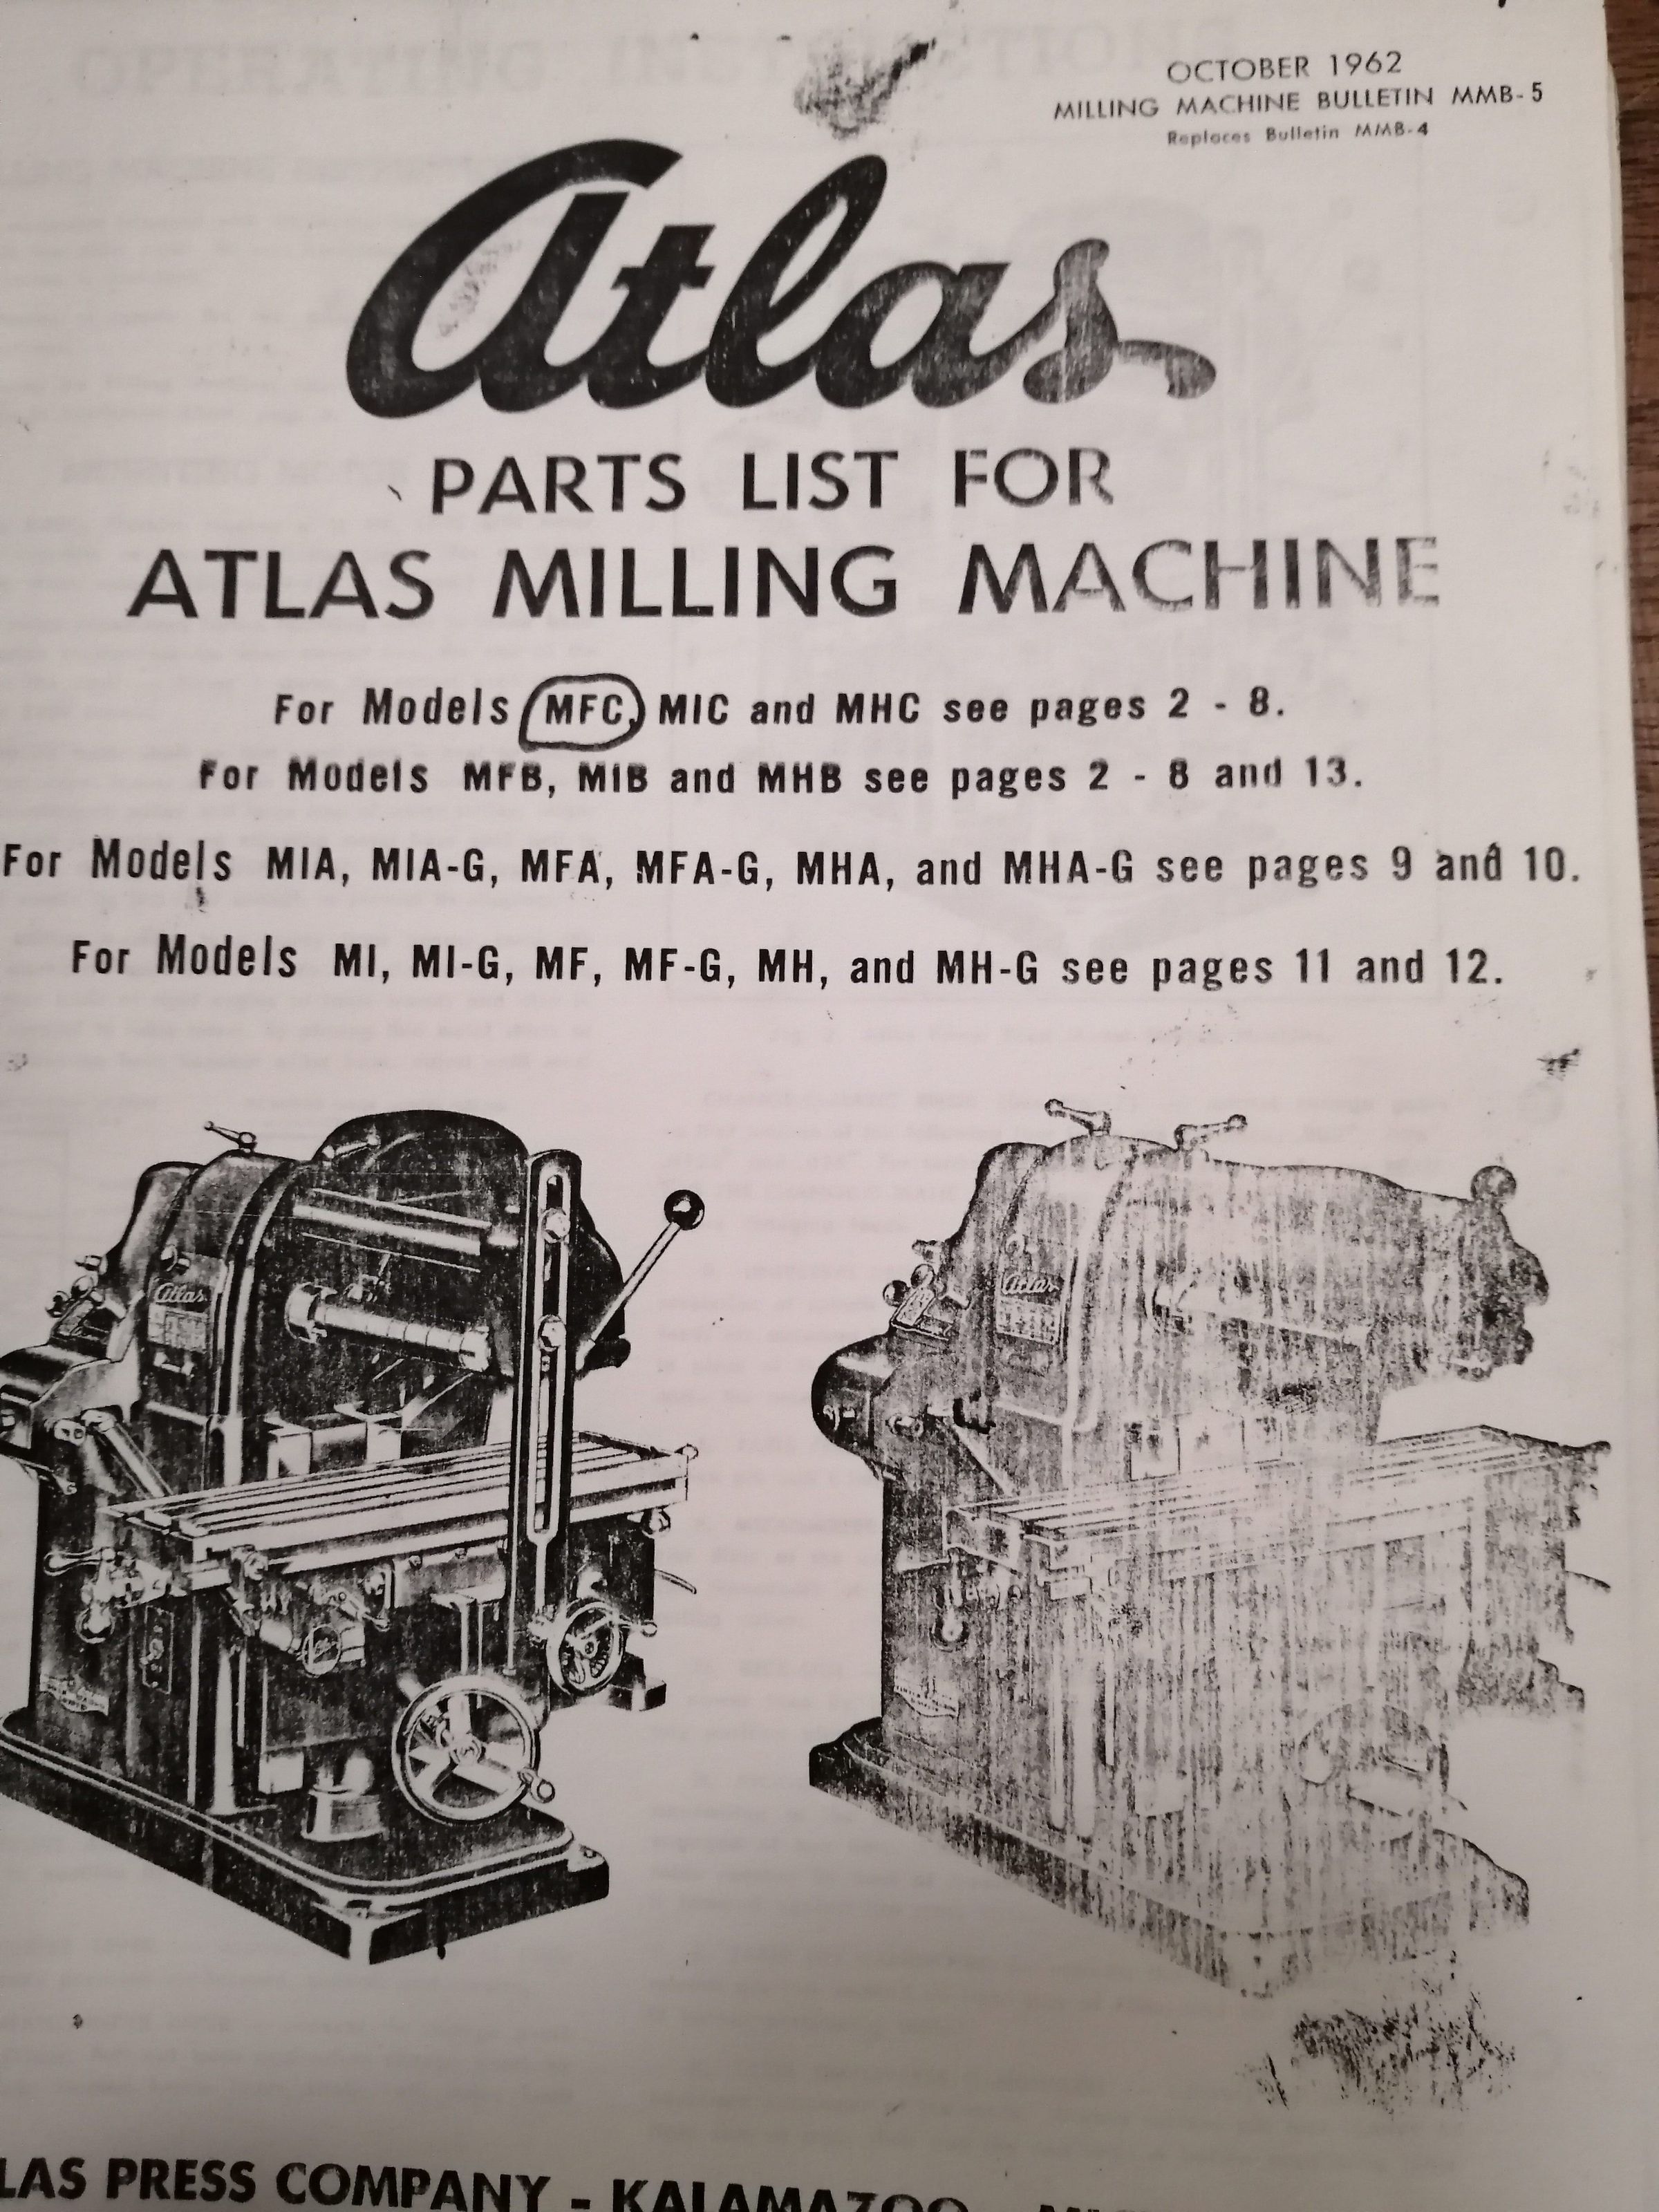 OCTOBER 1962
MILLING MACHINE BULLETIN MMB-5
Replaces Bulletin MMB-4
Atlas
PARTS LIST FOR
ATLAS MILLING MACHINE
For Models MFC, MIC and MHC see pages 2 - 8.
For Models MFB, MIB and MHB see pages 2 - 8 and 13.
For Models MIA, MIA-G, MFA, MFA-G, MHA, and MHA-G see pages 9 and 10.
For Models MI, MI-G, MF, MF-G, MH, and MH-G see pages 11 and 12.
Atlas
Atlas
LAS PRESS COMPANY - KALAMAZOO